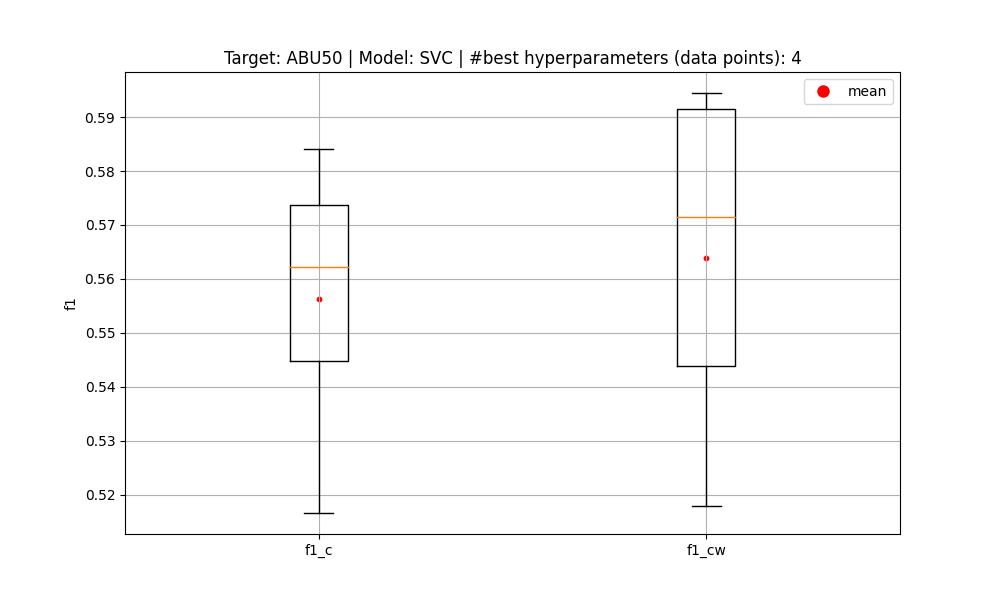 Target: ABU50 | Model: SVC | #best hyperparameters (data points): 4
mean
0.59
0.58
0.57
0.56
0.55
0.54
0.53
0.52
f1
f1_c
f1_cw